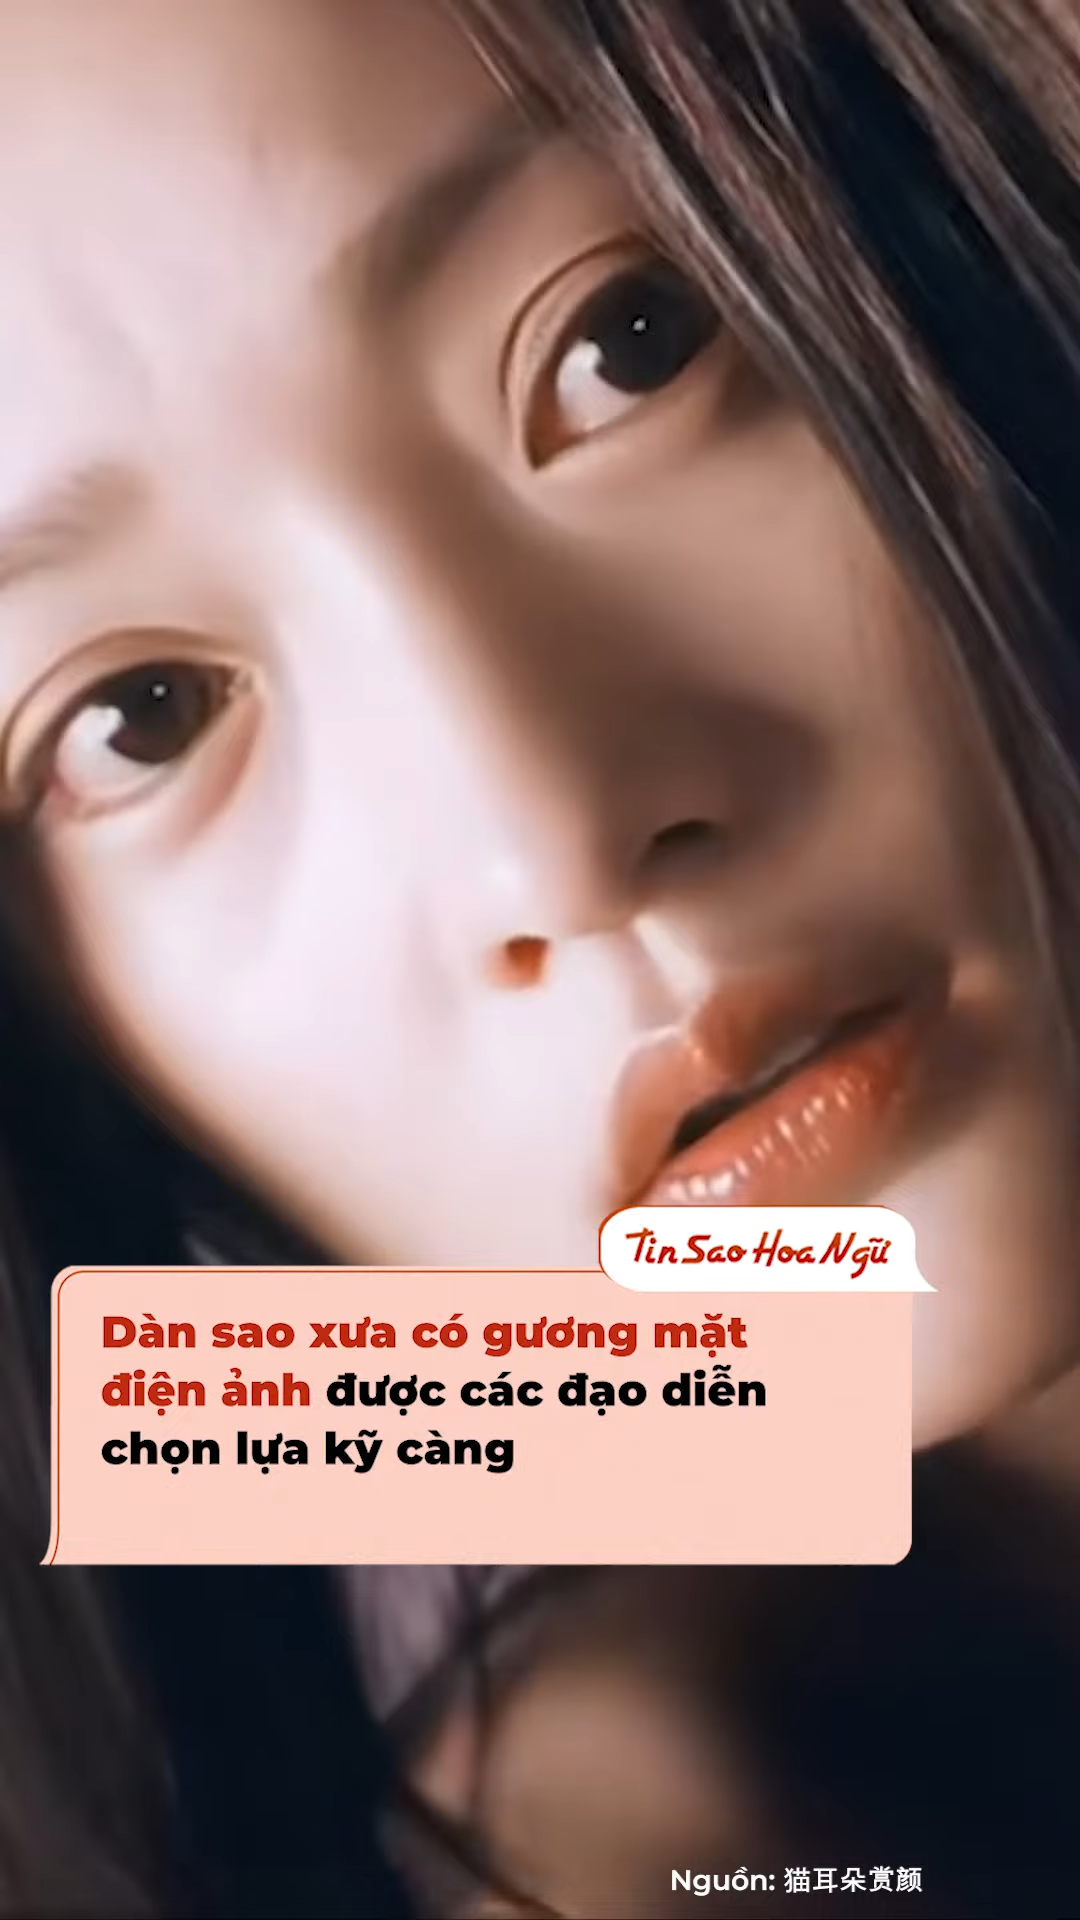 Tin Sao Hoa Ngữ
Dàn sao xưa có gương mặt
điện ảnh được các đạo diễn
chọn lựa kỹ càng
Nguồn: 猫耳朵赏颜